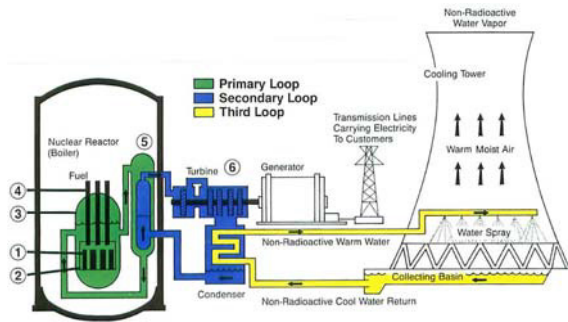 Non-Radioactive
Water Vapor
Cooling Tower
Primary Loop
Secondary Loop
Third Loop
Transmission Lines
Carrying Electricity
To Customers
Nuclear Reactor
(Boiler)
5
Fuel
4
3
1
2
Turbine
6
Generator
Warm Moist Air
Non-Radioactive Warm Water
Water Spray
Condenser
Collecting Basin
Non-Radioactive Cool Water Return